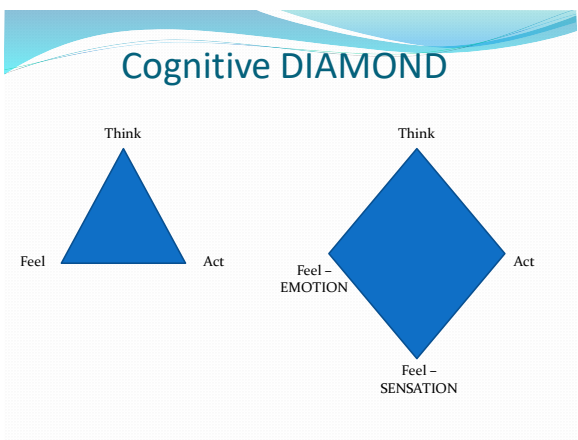 Cognitive DIAMOND
Think
Feel
Act
Think
Feel –
EMOTION
Act
Feel –
SENSATION